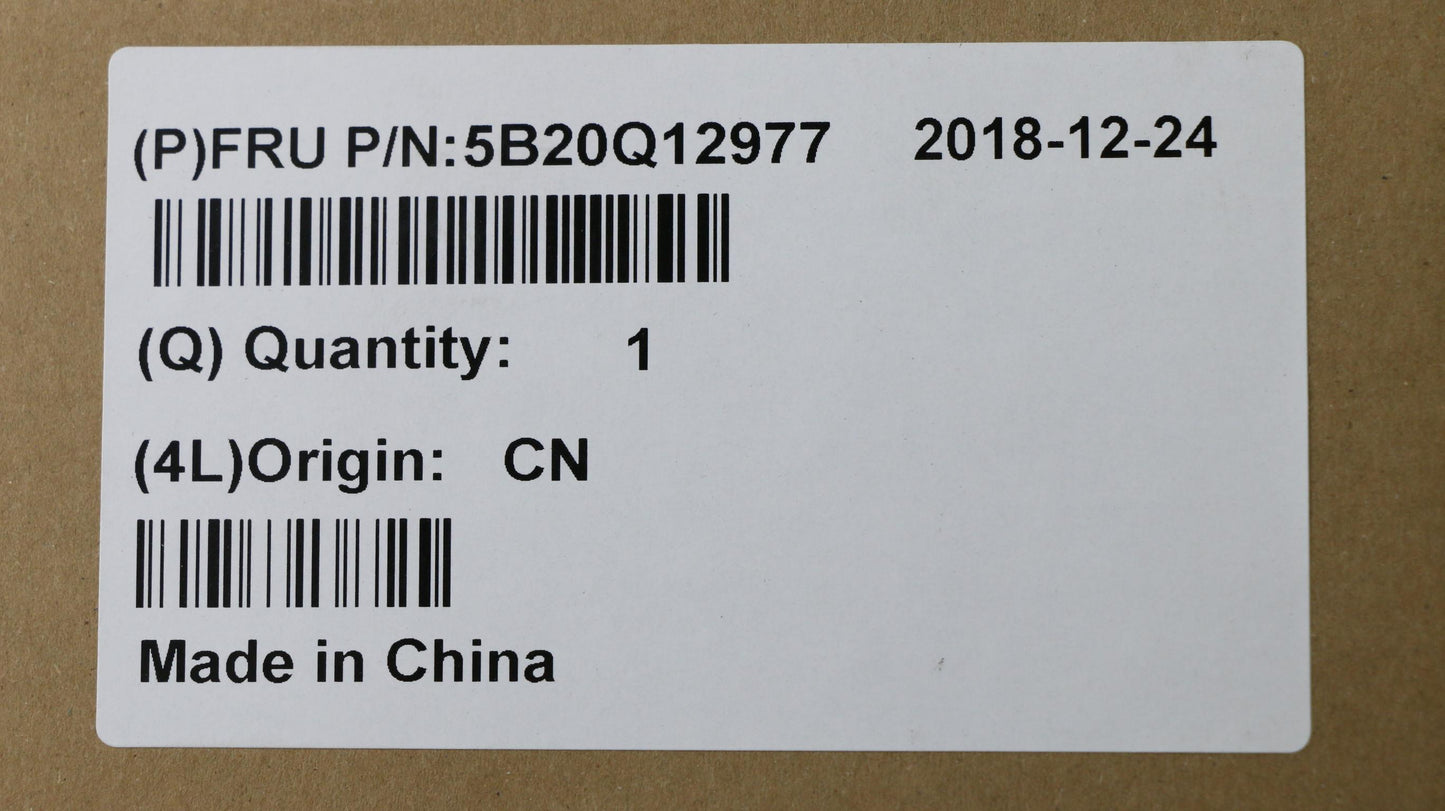 (P)FRU P/N:5B20Q12977 2018-12-24
(Q) Quantity: 1
(4L)Origin: CN
Made in China